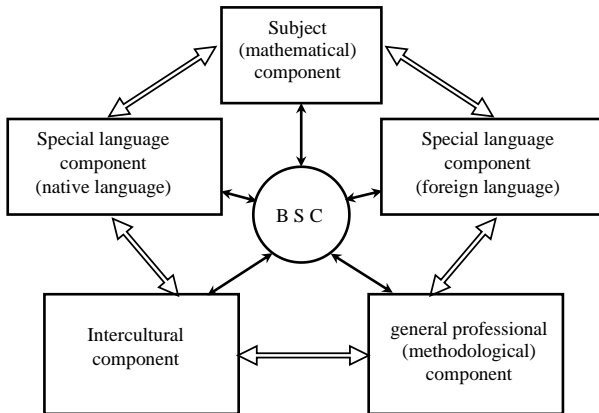 Subject
(mathematical)
component
Special language
component
(native language)
Special language
component
(foreign language)
B S C
Intercultural
component
general professional
(methodological)
component